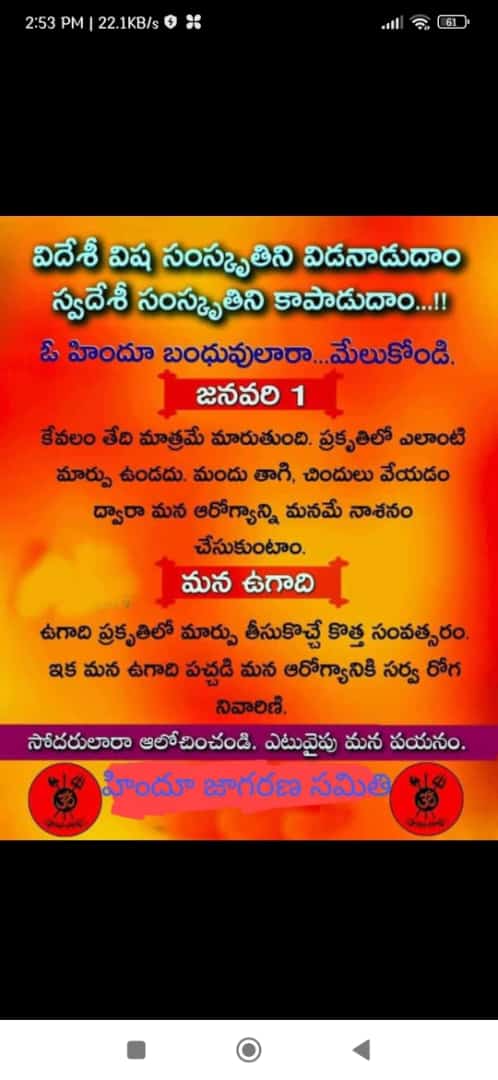 2:53 PM | 22.1KB/s
61
విదేశీ విష సంస్కృతిని విడనాడుదాం
స్వదేశీ సంస్కృతిని కాపాడుదాం...!!
ఓ హిందూ బంధువులారా...మేలుకోండి.
జనవరి 1
కేవలం తేది మాత్రమే మారుతుంది. ప్రకృతిలో ఎలాంటి
మార్పు ఉండదు. మందు తాగి, చిందులు వేయడం
ద్వారా మన ఆరోగ్యాన్ని మనమే నాశనం
చేసుకుంటాం.
మన ఉగాది
ఉగాది ప్రకృతిలో మార్పు తీసుకొచ్చే కొత్త సంవత్సరం.
ఇక మన ఉగాది పచ్చడి మన ఆరోగ్యానికి సర్వ రోగ
నివారిణి.
సోదరులారా ఆలోచించండి. ఎటువైపు మన పయనం.
హిందూ జాగరణ సమితి